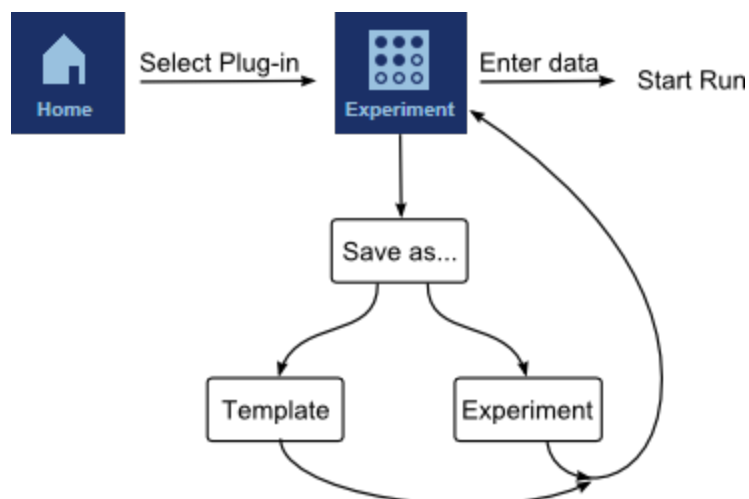 Home
Select Plug-in
Experiment
Enter data
Start Run
Save as...
Template
Experiment